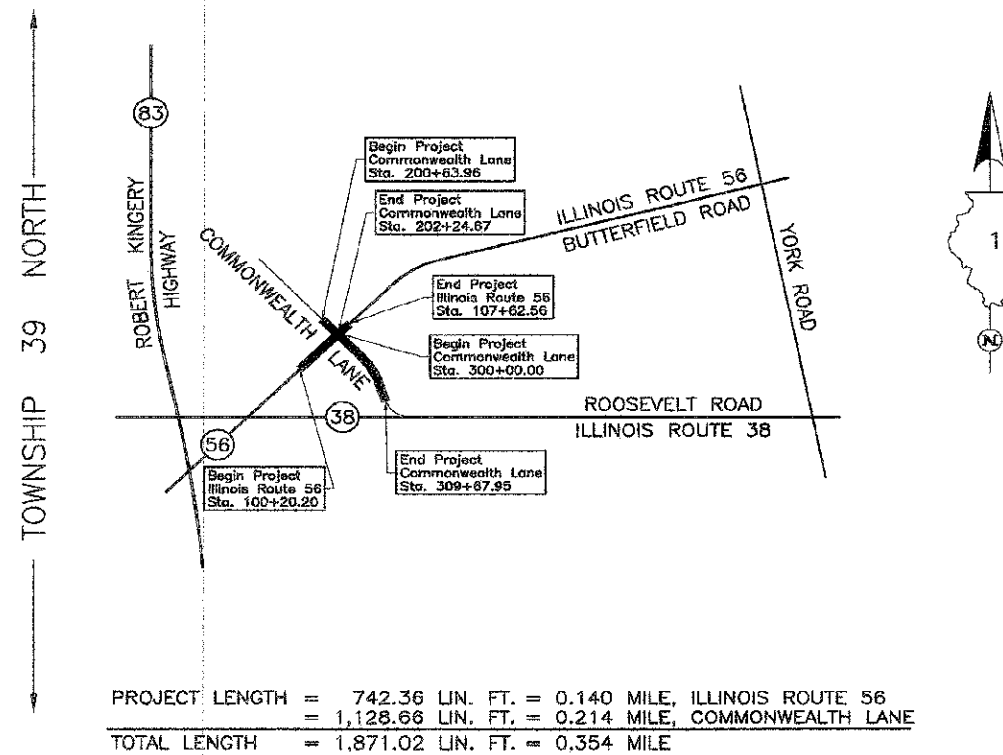 TOWNSHIP 39 NORTH
83
ROBERT KINGERY
HIGHWAY
COMMONWEALTH
LANE
Begin Project
Commonwealth Lane
Sta. 200+63.96
End Project
Commonwealth Lane
Sta. 202+24.67
ILLINOIS ROUTE 56
BUTTERFIELD ROAD
End Project
Illinois Route 56
Sta. 107+62.56
Begin Project
Commonwealth Lane
Sta. 300+00.00
YORK ROAD
1
N
ROOSEVELT ROAD
ILLINOIS ROUTE 38
38
56
Begin Project
Illinois Route 56
Sta. 100+20.20
End Project
Commonwealth Lane
Sta. 309+67.95
PROJECT LENGTH = 742.36 LIN. FT. = 0.140 MILE, ILLINOIS ROUTE 56
= 1,128.66 LIN. FT. = 0.214 MILE, COMMONWEALTH LANE
TOTAL LENGTH = 1,871.02 LIN. FT. = 0.354 MILE